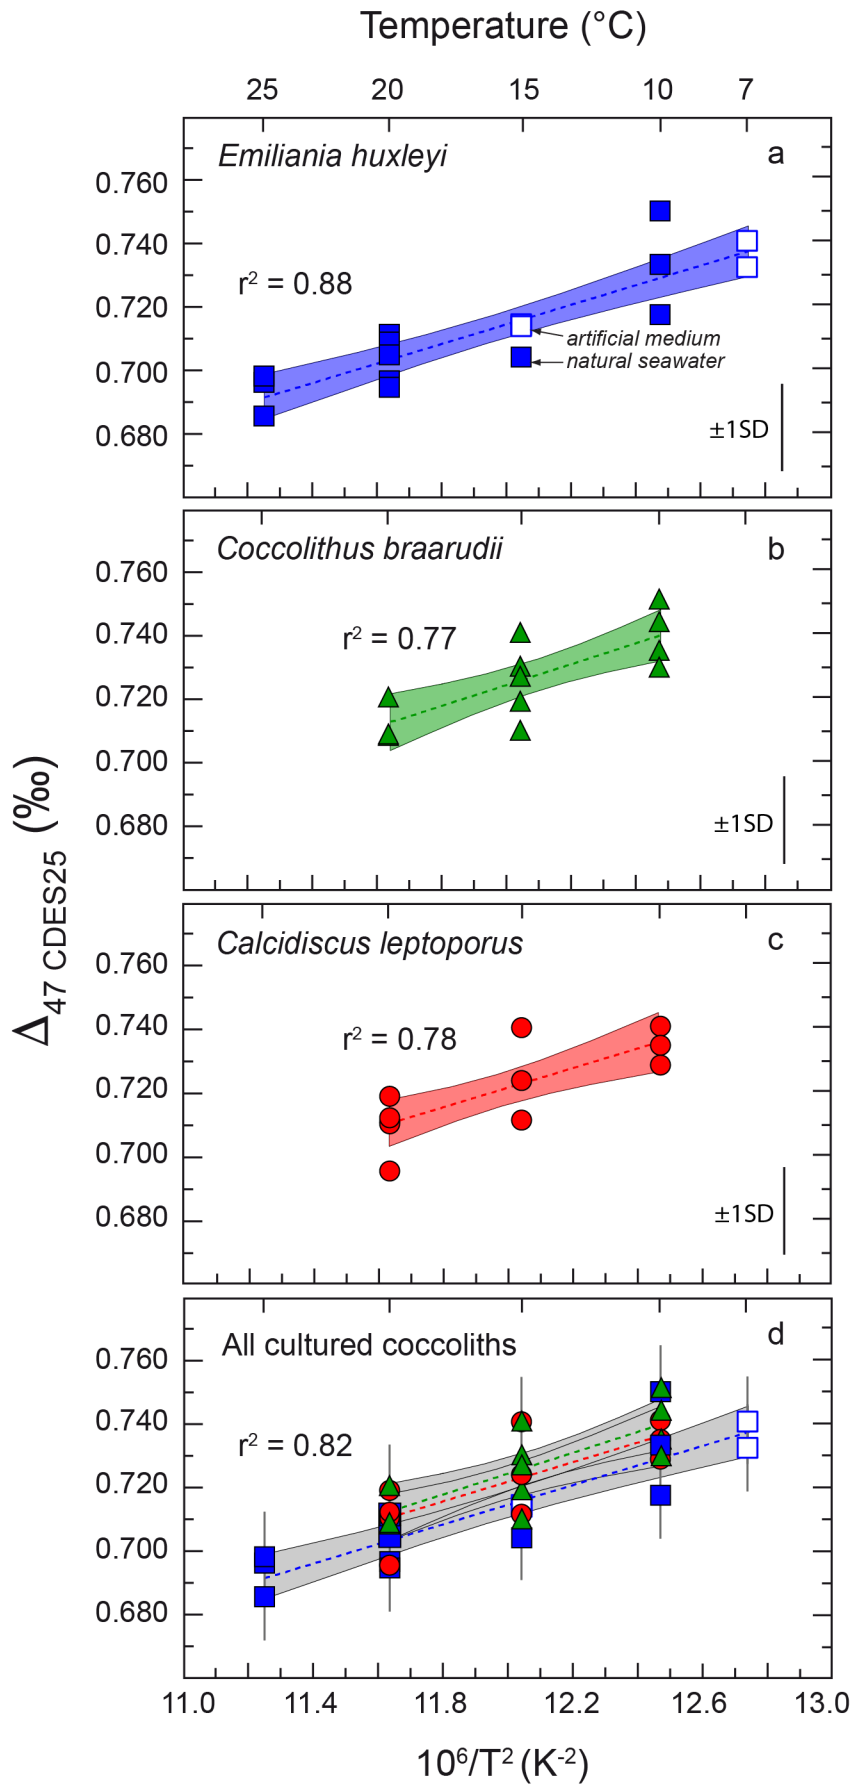 Temperature (°C)
25 20 15 10 7
Emiliania huxleyi a
0.760
0.740
r² = 0.88
0.720
artificial medium
natural seawater
0.700
0.680
±1SD
Coccolithus braarudii b
0.760
0.740
r² = 0.77
0.720
0.700
0.680
±1SD
Δ47 CDES25 (‰)
Calcidiscus leptoporus c
0.760
0.740
r² = 0.78
0.720
0.700
0.680
±1SD
All cultured coccoliths d
0.760
0.740
r² = 0.82
0.720
0.700
0.680
11.0 11.4 11.8 12.2 12.6 13.0
10⁶/T² (K⁻²)